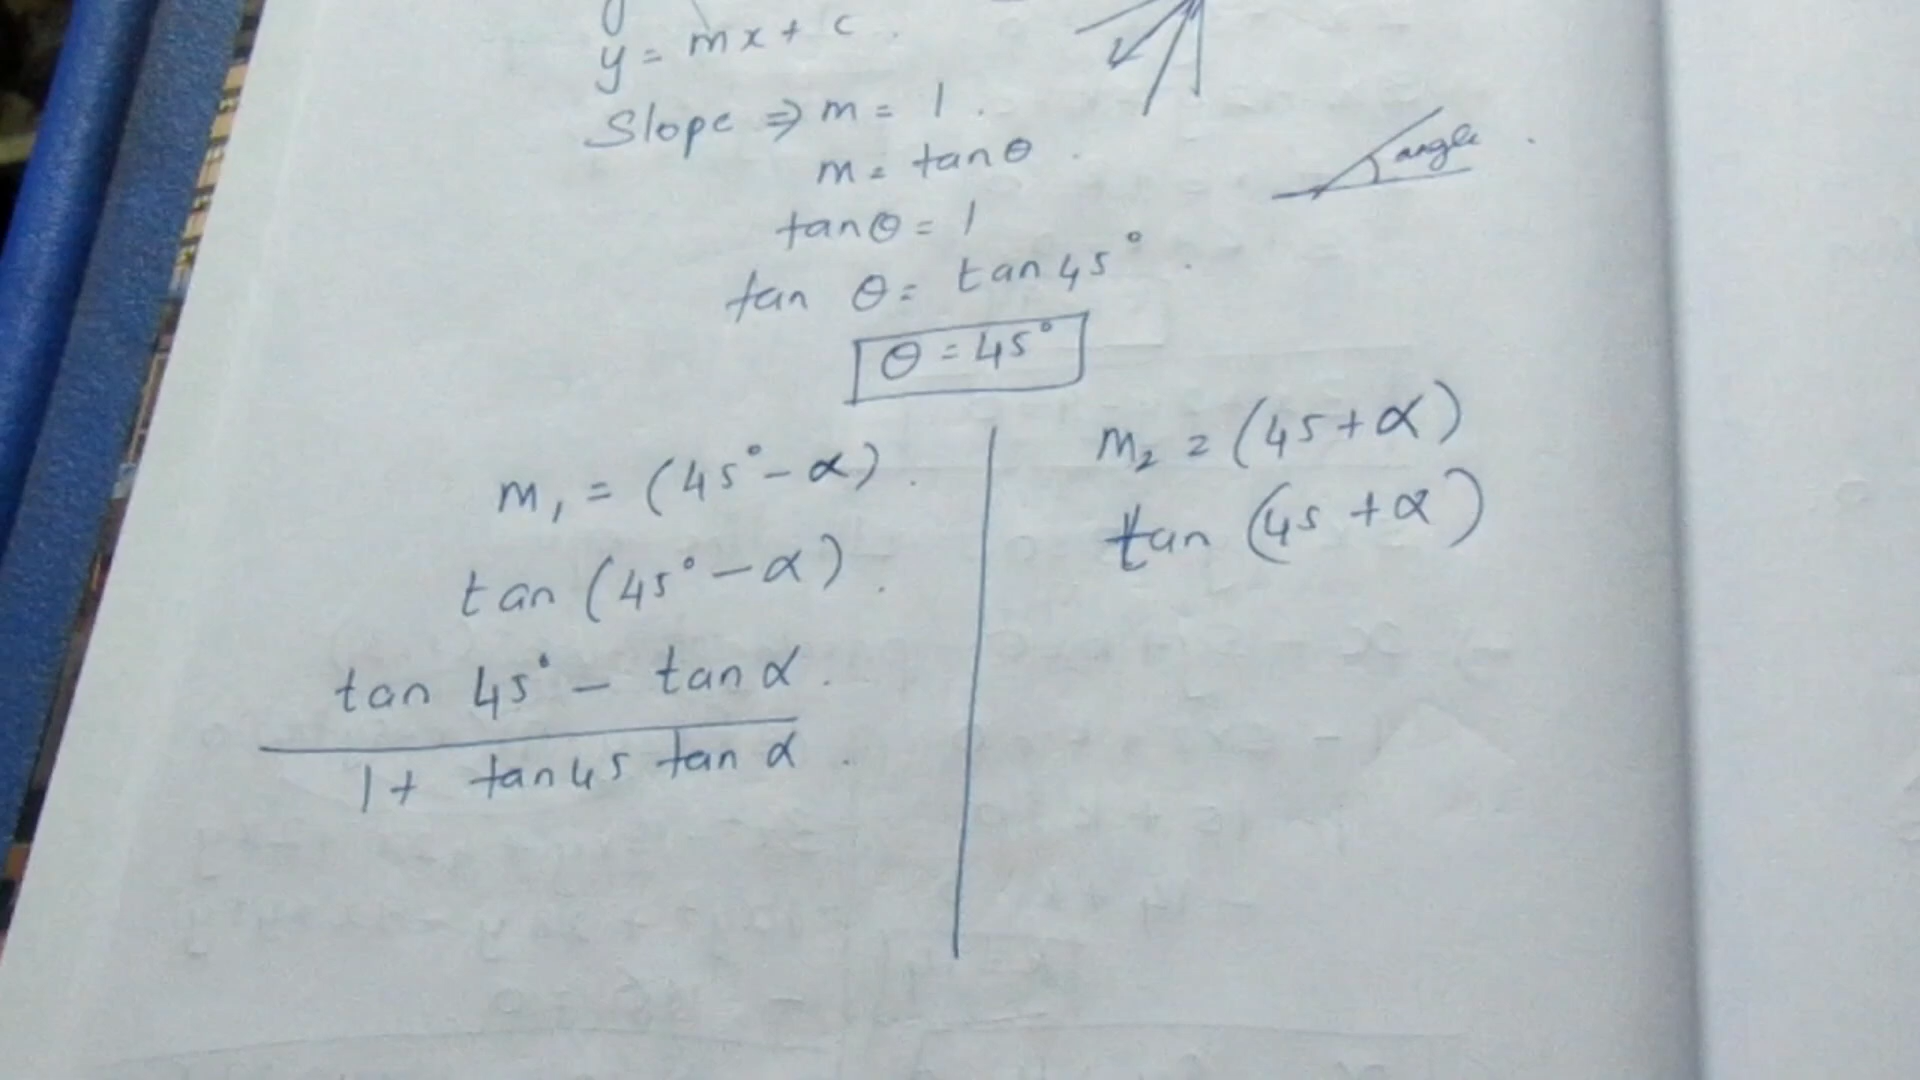 y = mx + c.
Slope ⇒ m = 1.
m = tanθ
angle.
tanθ = 1
tan θ = tan 45°.
θ = 45°
m₁ = (45° - α).
tan (45° - α).
tan 45° - tan α.
1 + tan 45 tan α.
m₂ = (45 + α)
tan (45 + α)